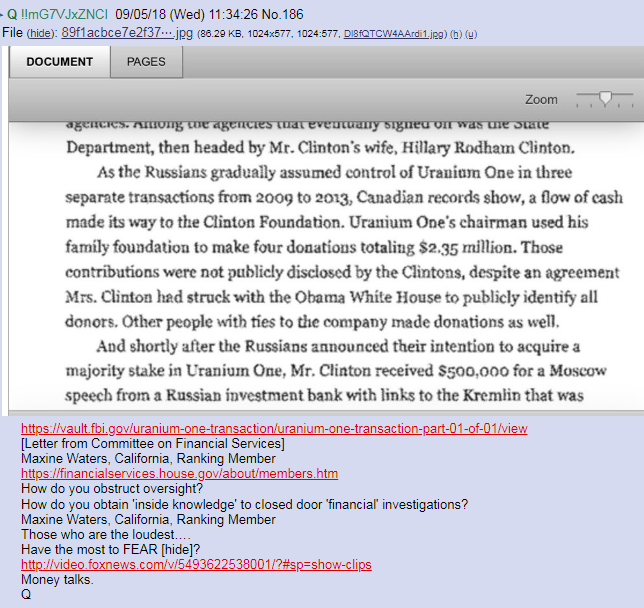 Q !!mG7VJxZNCI 09/05/18 (Wed) 11:34:26 No.186
File (hide): 89f1acbce7e2f37⋯.jpg (86.29 KB, 1024x577, 1024:577, DI8fQTCW4AArdi1.jpg) (h) (u)
DOCUMENT PAGES
Zoom
agencies. Among the agencies that eventually signed off was the State
Department, then headed by Mr. Clinton's wife, Hillary Rodham Clinton.
As the Russians gradually assumed control of Uranium One in three
separate transactions from 2009 to 2013, Canadian records show, a flow of cash
made its way to the Clinton Foundation. Uranium One's chairman used his
family foundation to make four donations totaling $2.35 million. Those
contributions were not publicly disclosed by the Clintons, despite an agreement
Mrs. Clinton had struck with the Obama White House to publicly identify all
donors. Other people with ties to the company made donations as well.
And shortly after the Russians announced their intention to acquire a
majority stake in Uranium One, Mr. Clinton received $500,000 for a Moscow
speech from a Russian investment bank with links to the Kremlin that was
https://vault.fbi.gov/uranium-one-transaction/uranium-one-transaction-part-01-of-01/view
[Letter from Committee on Financial Services]
Maxine Waters, California, Ranking Member
https://financialservices.house.gov/about/members.htm
How do you obstruct oversight?
How do you obtain 'inside knowledge' to closed door 'financial' investigations?
Maxine Waters, California, Ranking Member
Those who are the loudest….
Have the most to FEAR [hide]?
http://video.foxnews.com/v/5493622538001/?#sp=show-clips
Money talks.
Q